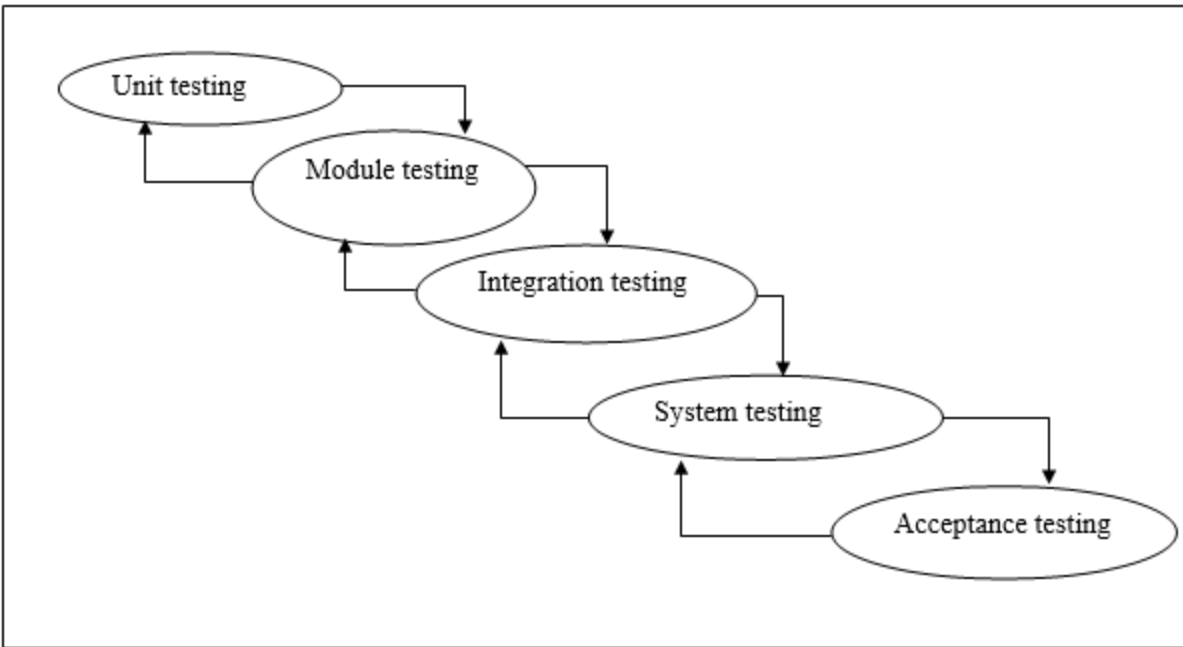 Unit testing
Module testing
Integration testing
System testing
Acceptance testing